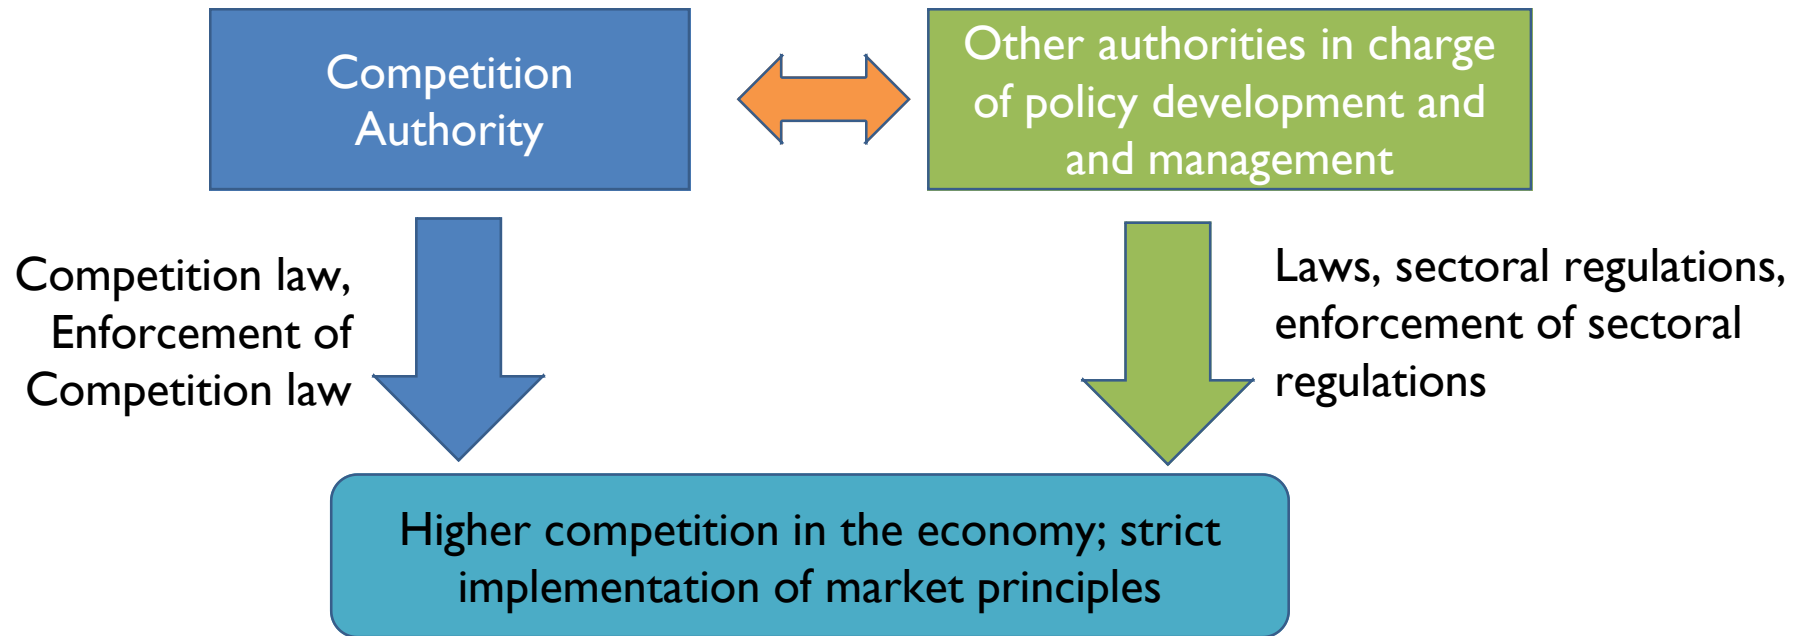 Competition
Authority
Other authorities in charge
of policy development and
and management
Competition law,
Enforcement of
Competition law
Laws, sectoral regulations,
enforcement of sectoral
regulations
Higher competition in the economy; strict
implementation of market principles